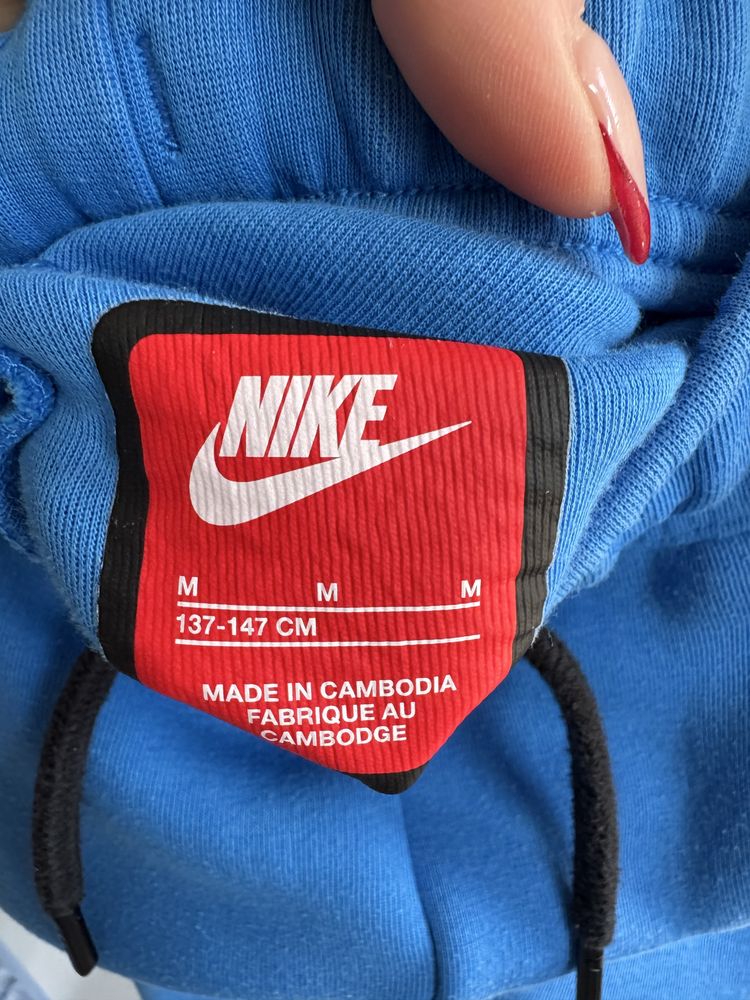 NIKE
M M M
137-147 CM
MADE IN CAMBODIA
FABRIQUE AU
CAMBODGE